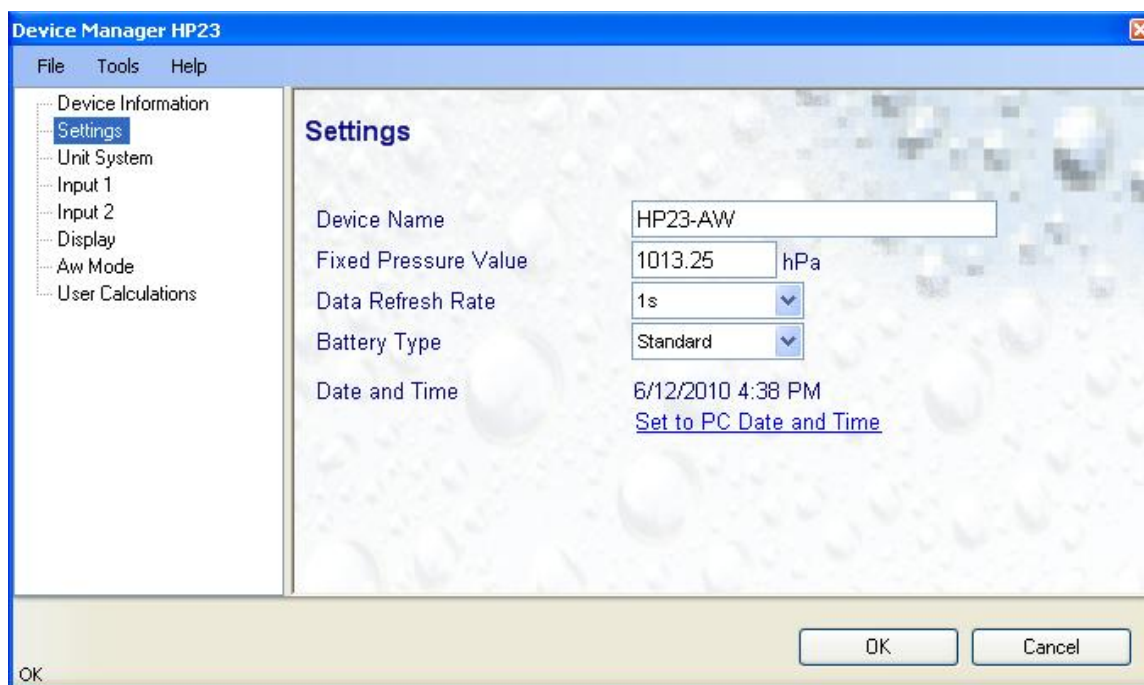 Device Manager HP23
File Tools Help
Device Information
Settings
Unit System
Input 1
Input 2
Display
Aw Mode
User Calculations
Settings
Device Name HP23-AW
Fixed Pressure Value 1013.25 hPa
Data Refresh Rate 1s
Battery Type Standard
Date and Time 6/12/2010 4:38 PM
Set to PC Date and Time
OK Cancel
OK